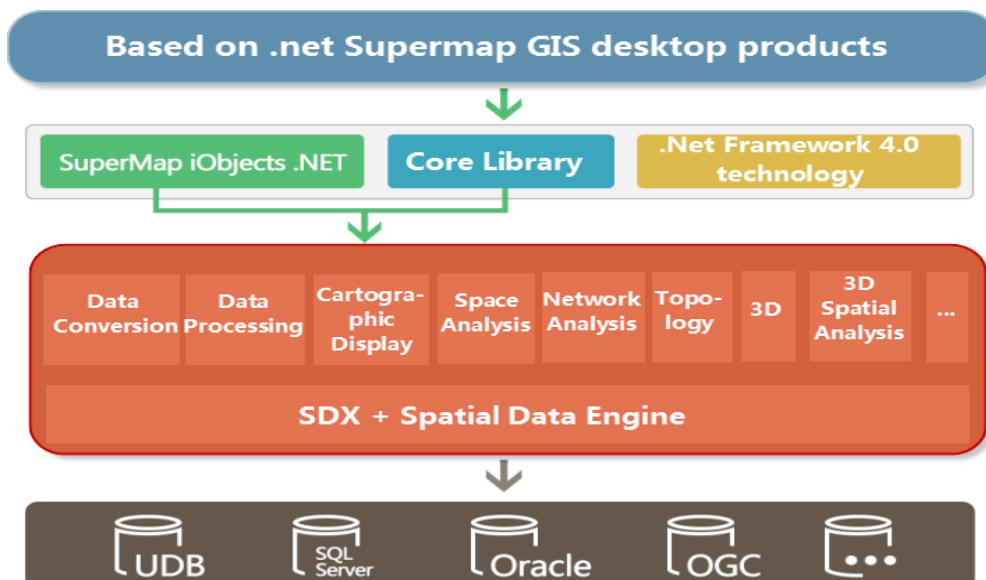 Based on .net Supermap GIS desktop products
SuperMap iObjects .NET
Core Library
.Net Framework 4.0
technology
Data
Conversion
Data
Processing
Cartogra-
phic
Display
Space
Analysis
Network
Analysis
Topo-
logy
3D
3D
Spatial
Analysis
...
SDX + Spatial Data Engine
UDB
SQL
Server
Oracle
OGC
•••